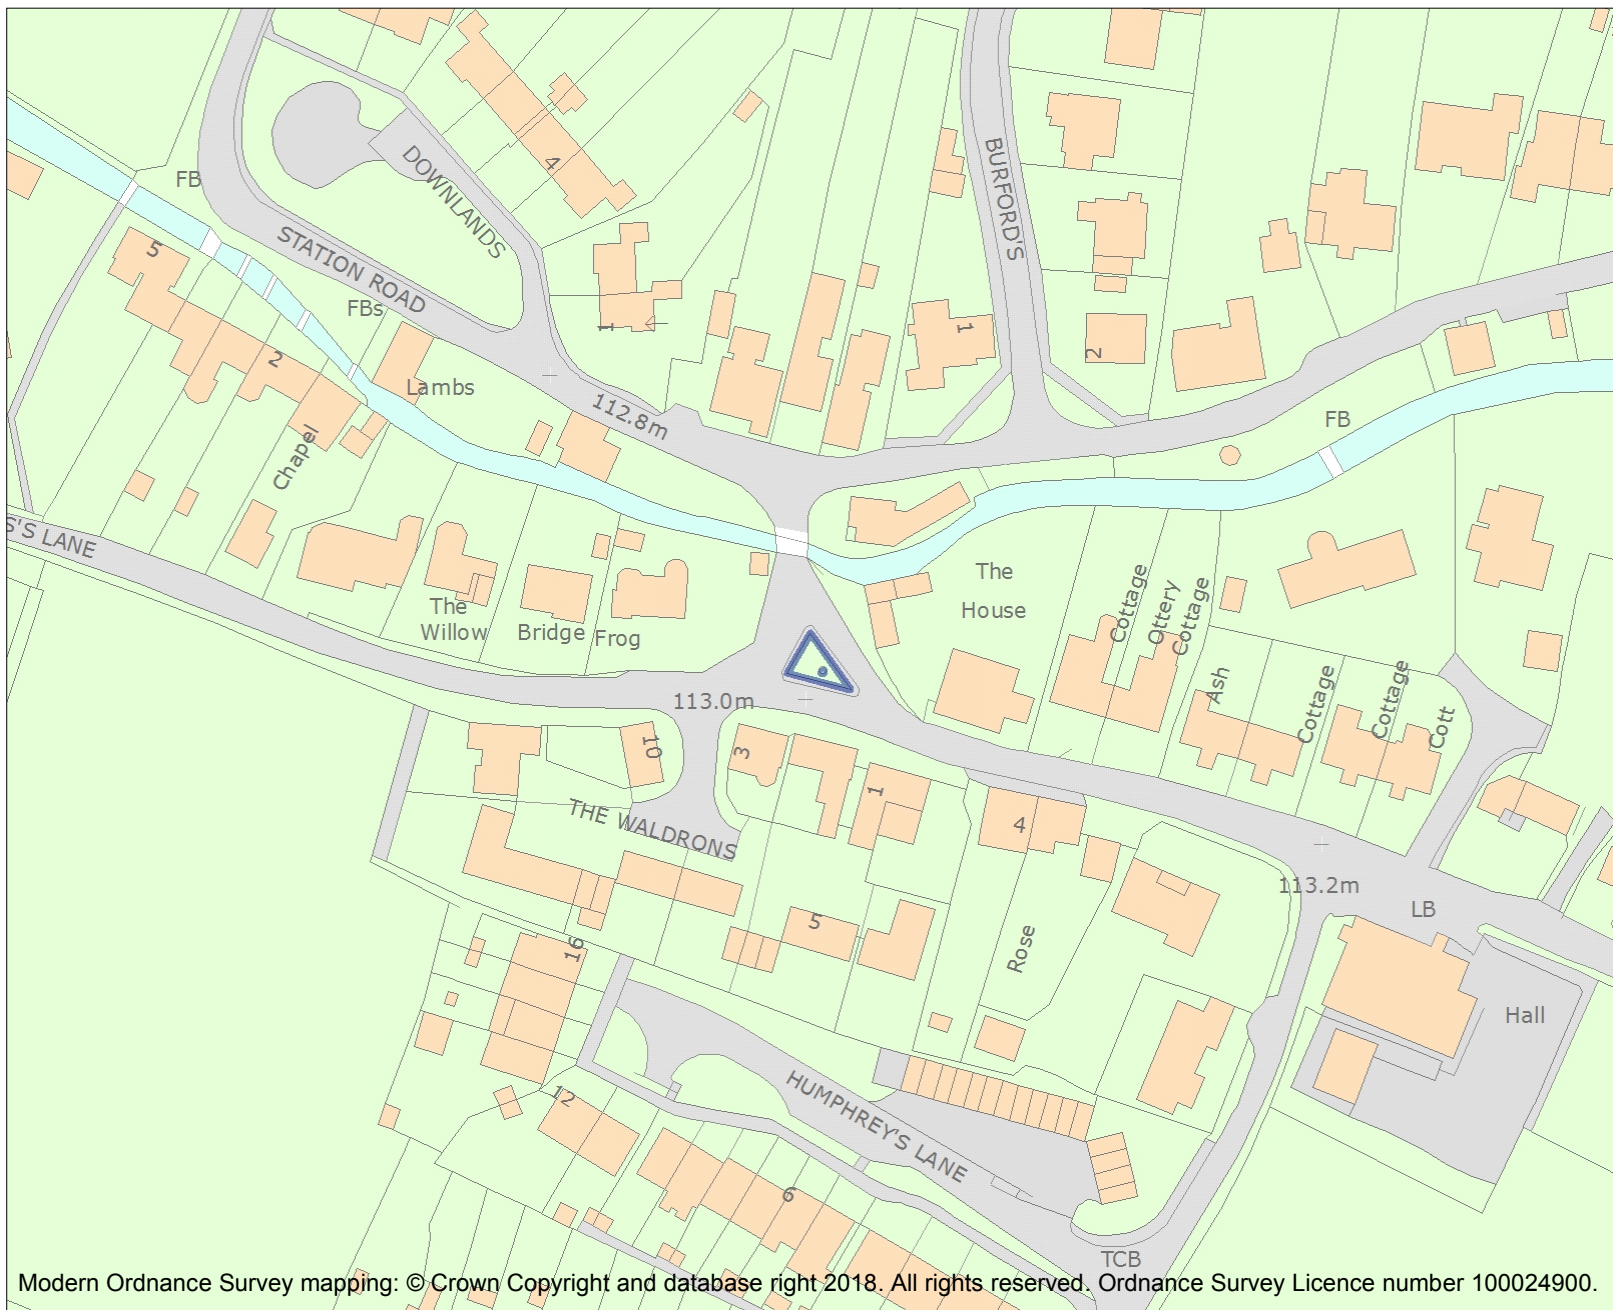 FB
DOWNLANDS
4
BURFORD'S
5
STATION ROAD
FBs
1
1
2
2
Lambs
112.8m
FB
Chapel
S'S LANE
The
House
The
Willow
Bridge
Frog
Cottage
Ottery
Cottage
Ash
Cottage
Cottage
Cott
113.0m
10
3
1
4
THE WALDRONS
113.2m
LB
5
Rose
16
Hall
12
HUMPHREY'S LANE
6
TCB
Modern Ordnance Survey mapping: © Crown Copyright and database right 2018. All rights reserved. Ordnance Survey Licence number 100024900.